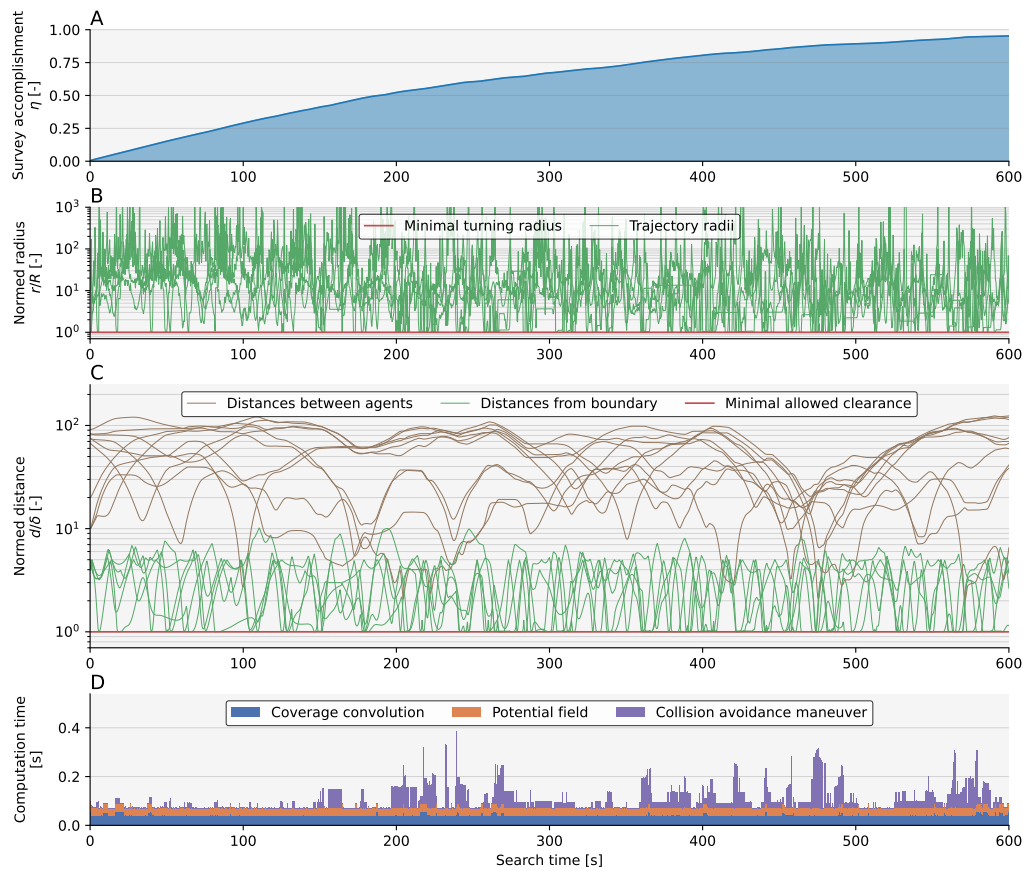 A
Survey accomplishment
η [-]
1.00
0.75
0.50
0.25
0.00
0 100 200 300 400 500 600
B
Normed radius
r/R [-]
10³
10²
10¹
10⁰
Minimal turning radius Trajectory radii
0 100 200 300 400 500 600
C
Normed distance
d/δ [-]
10²
10¹
10⁰
Distances between agents Distances from boundary Minimal allowed clearance
0 100 200 300 400 500 600
D
Computation time
[s]
0.4
0.2
0.0
Coverage convolution Potential field Collision avoidance maneuver
0 100 200 300 400 500 600
Search time [s]